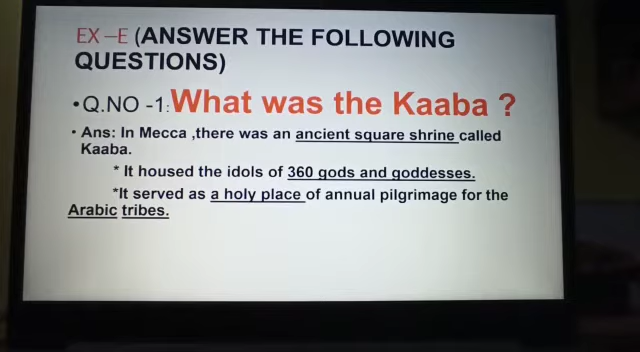 EX –E (ANSWER THE FOLLOWING
QUESTIONS)
•Q.NO -1:What was the Kaaba ?
• Ans: In Mecca ,there was an ancient square shrine called
Kaaba.
* It housed the idols of 360 gods and goddesses.
*It served as a holy place of annual pilgrimage for the
Arabic tribes.